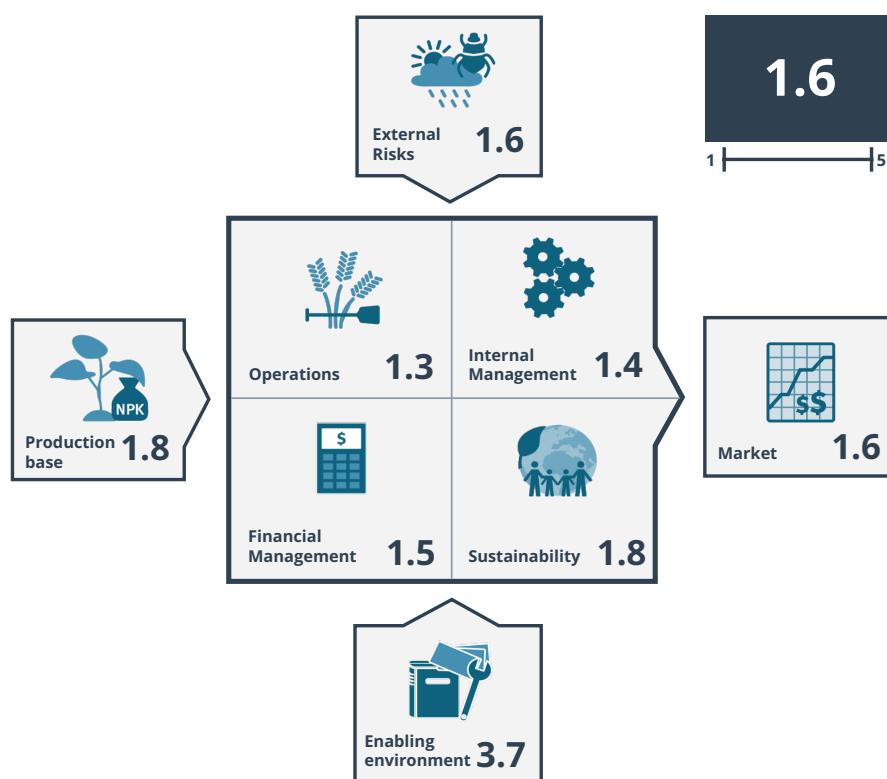 External
Risks
1.6
1.6
1
5
Operations
1.3
Internal
Management
1.4
NPK
Production
base
1.8
$
Financial
Management
1.5
Sustainability
1.8
$$
Market
1.6
Enabling
environment
3.7